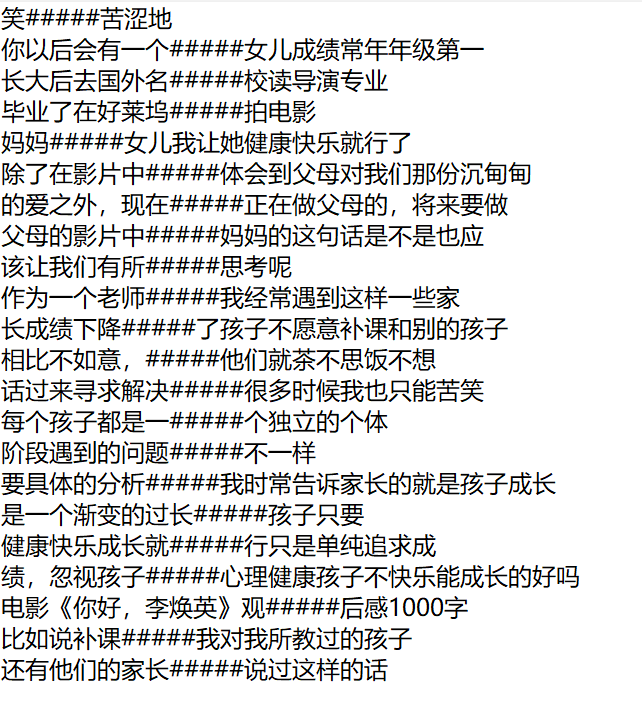 笑#####苦涩地
你以后会有一个#####女儿成绩常年年级第一
长大后去国外名#####校读导演专业
毕业了在好莱坞#####拍电影
妈妈#####女儿我让她健康快乐就行了
除了在影片中#####体会到父母对我们那份沉甸甸
的爱之外，现在#####正在做父母的，将来要做
父母的影片中#####妈妈的这句话是不是也应
该让我们有所#####思考呢
作为一个老师#####我经常遇到这样一些家
长成绩下降#####了孩子不愿意补课和别的孩子
相比不如意，#####他们就茶不思饭不想
话过来寻求解决#####很多时候我也只能苦笑
每个孩子都是一#####个独立的个体
阶段遇到的问题#####不一样
要具体的分析#####我时常告诉家长的就是孩子成长
是一个渐变的过长#####孩子只要
健康快乐成长就#####行只是单纯追求成
绩，忽视孩子#####心理健康孩子不快乐能成长的好吗
电影《你好，李焕英》观#####后感1000字
比如说补课#####我对我所教过的孩子
还有他们的家长#####说过这样的话